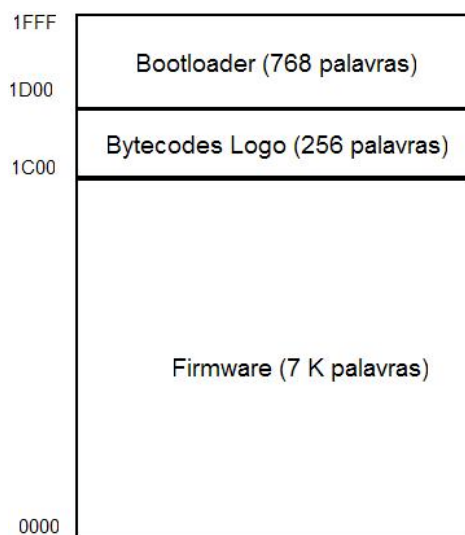 1FFF
Bootloader (768 palavras)
1D00
Bytecodes Logo (256 palavras)
1C00
Firmware (7 K palavras)
0000